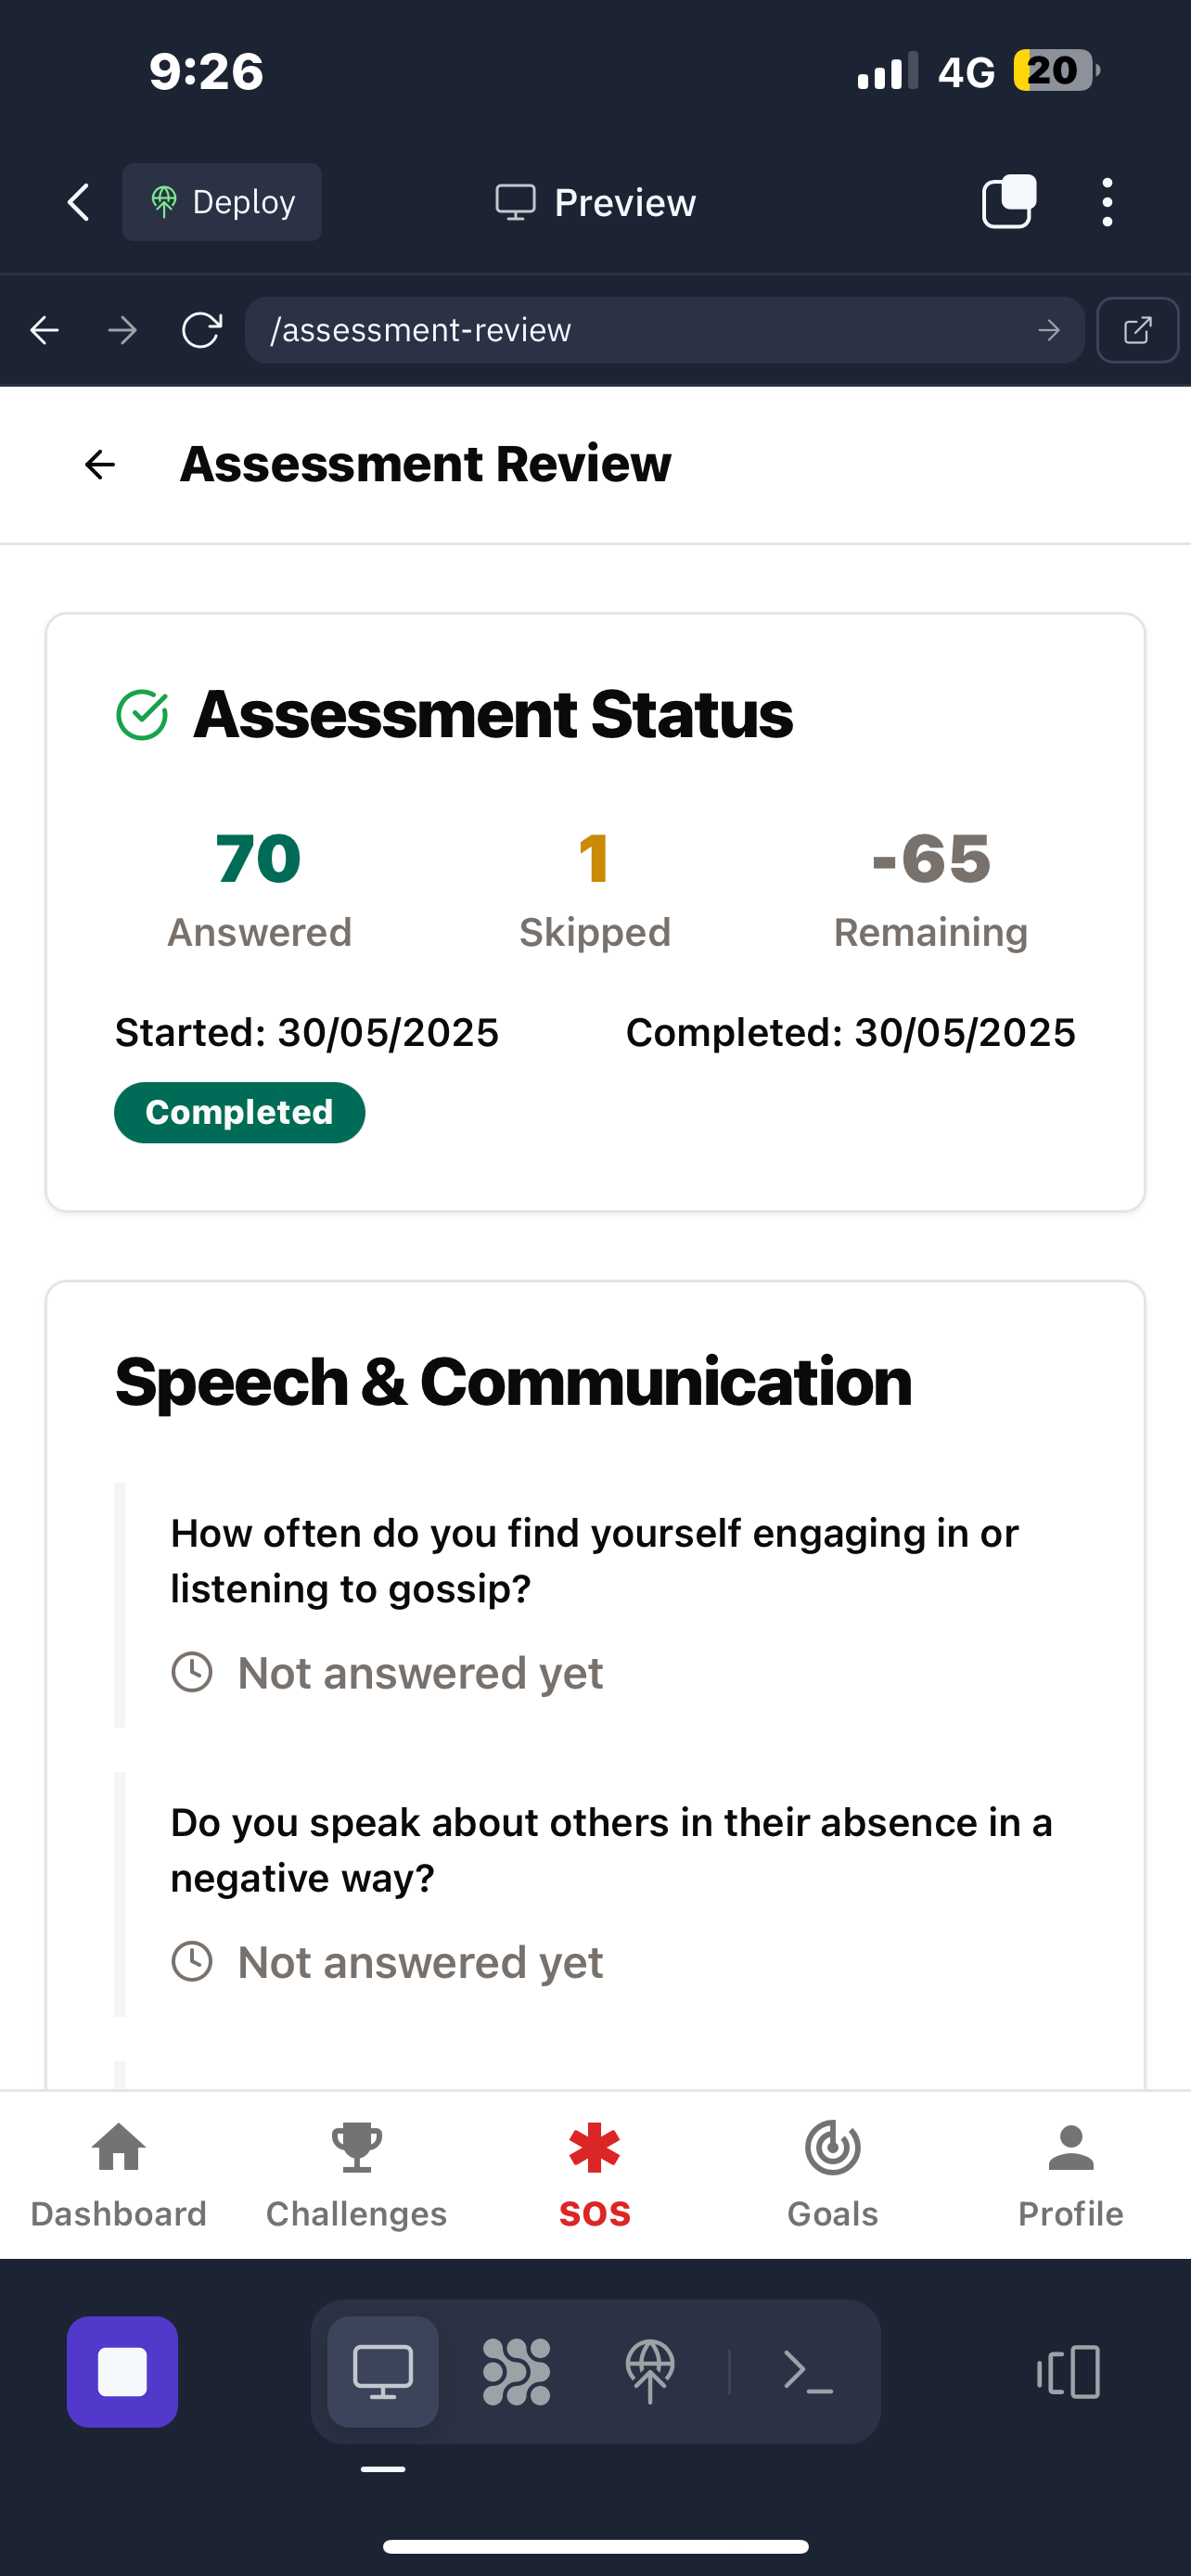 9:26
4G
20
Deploy
Preview
/assessment-review
Assessment Review
Assessment Status
70
1
-65
Answered
Skipped
Remaining
Started: 30/05/2025
Completed: 30/05/2025
Completed
Speech & Communication
How often do you find yourself engaging in or
listening to gossip?
Not answered yet
Do you speak about others in their absence in a
negative way?
Not answered yet
Dashboard
Challenges
SOS
Goals
Profile